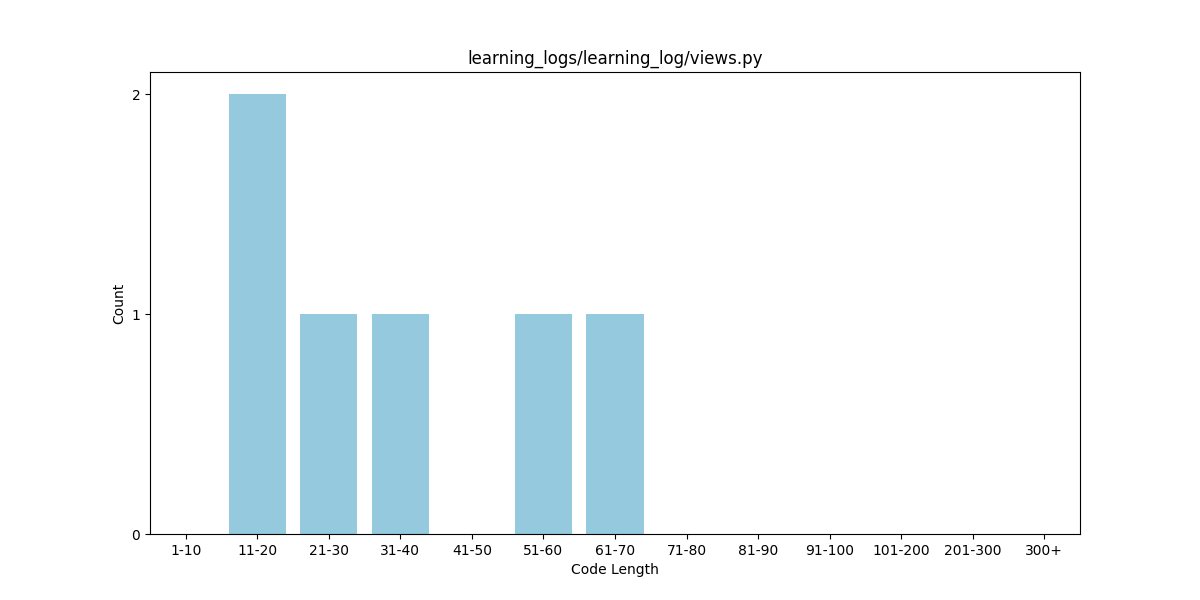 learning_logs/learning_log/views.py
2
1
0
Count
1-10 11-20 21-30 31-40 41-50 51-60 61-70 71-80 81-90 91-100 101-200 201-300 300+
Code Length